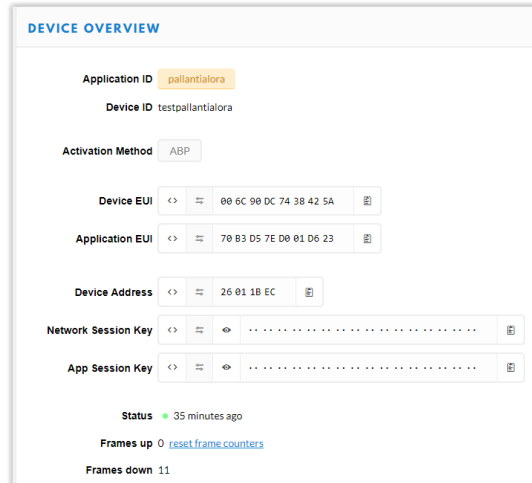 DEVICE OVERVIEW
Application ID pallantialora
Device ID testpallantialora
Activation Method ABP
Device EUI <> 00 6C 90 DC 74 38 42 5A
Application EUI <> 70 B3 D5 7E D0 01 D6 23
Device Address <> 26 01 1B EC
Network Session Key <> ·· ·· ·· ·· ·· ·· ·· ·· ·· ·· ·· ·· ·· ·· ·· ··
App Session Key <> ·· ·· ·· ·· ·· ·· ·· ·· ·· ·· ·· ·· ·· ·· ·· ··
Status 35 minutes ago
Frames up 0 reset frame counters
Frames down 11